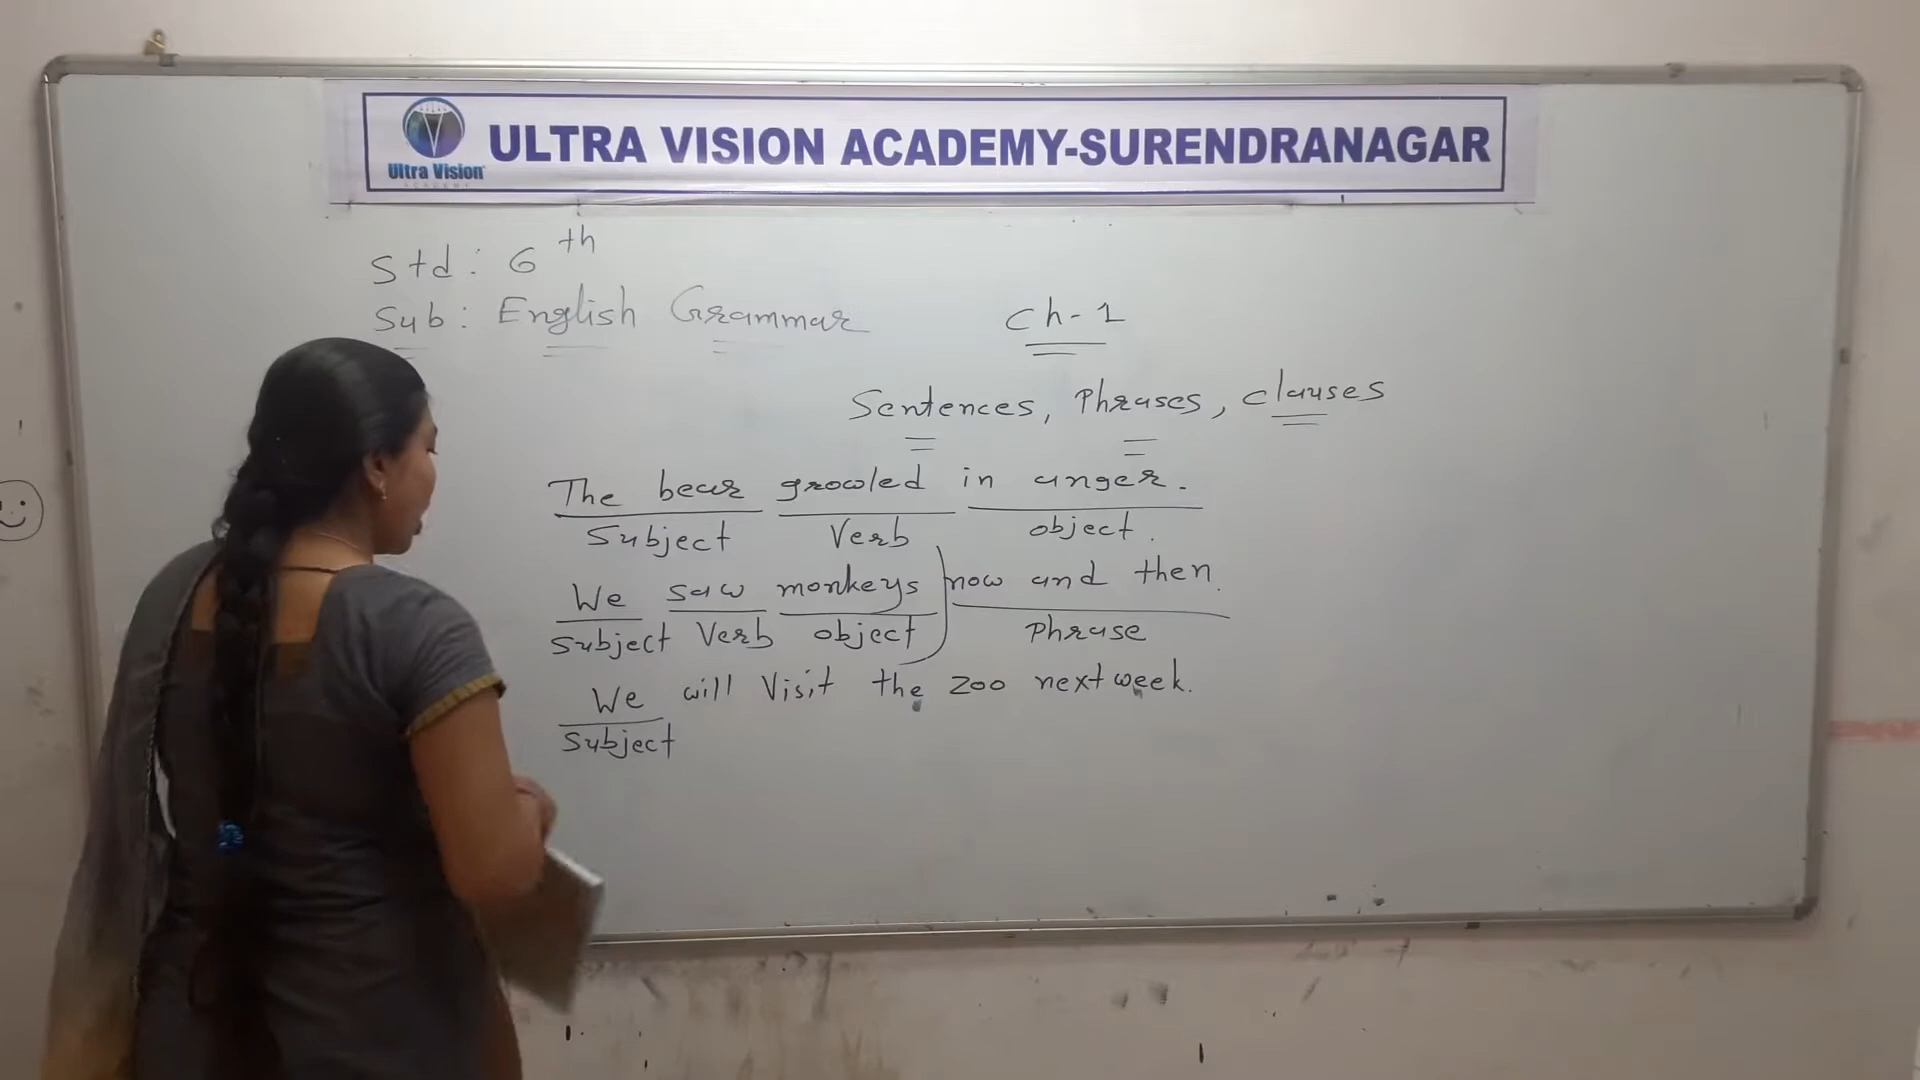 ULTRA VISION ACADEMY-SURENDRANAGAR
Ultra Vision
ACADEMY
Std: 6th
Sub: English Grammar
Ch-1
Sentences, Phrases, Clauses
The bear growled in anger.
Subject Verb object.
We saw monkeys now and then.
Subject Verb object Phrase
We will Visit the Zoo next week.
Subject